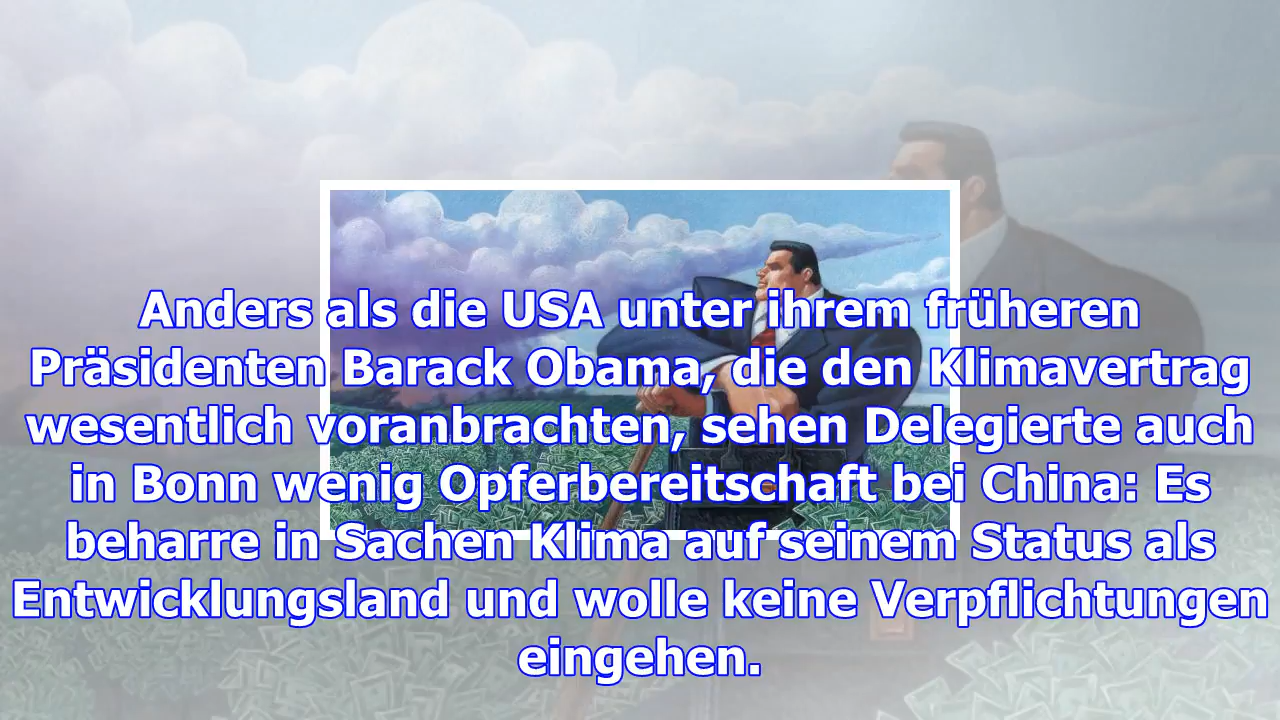 Anders als die USA unter ihrem früheren
Präsidenten Barack Obama, die den Klimavertrag
wesentlich voranbrachten, sehen Delegierte auch
in Bonn wenig Opferbereitschaft bei China: Es
beharre in Sachen Klima auf seinem Status als
Entwicklungsland und wolle keine Verpflichtungen
eingehen.